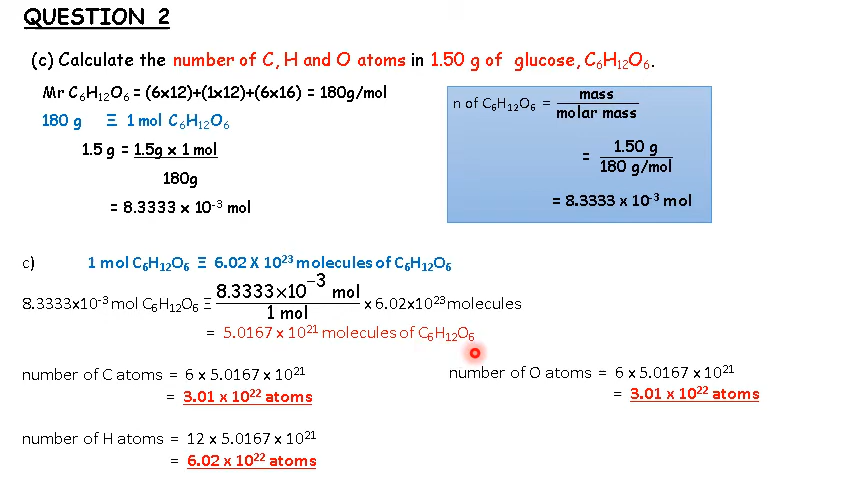 QUESTION 2
(c) Calculate the number of C, H and O atoms in 1.50 g of glucose, C₆H₁₂O₆.
Mr C₆H₁₂O₆ = (6x12)+(1x12)+(6x16) = 180g/mol
180 g Ξ 1 mol C₆H₁₂O₆
1.5 g = 1.5g x 1 mol
180g
= 8.3333 x 10⁻³ mol
n of C₆H₁₂O₆ = mass
molar mass
= 1.50 g
180 g/mol
= 8.3333 x 10⁻³ mol
c) 1 mol C₆H₁₂O₆ Ξ 6.02 X 10²³ molecules of C₆H₁₂O₆
8.3333x10⁻³ mol C₆H₁₂O₆ Ξ 8.3333×10⁻³ mol x 6.02x10²³molecules
1 mol
= 5.0167 x 10²¹ molecules of C₆H₁₂O₆
number of C atoms = 6 x 5.0167 x 10²¹
= 3.01 x 10²² atoms
number of O atoms = 6 x 5.0167 x 10²¹
= 3.01 x 10²² atoms
number of H atoms = 12 x 5.0167 x 10²¹
= 6.02 x 10²² atoms